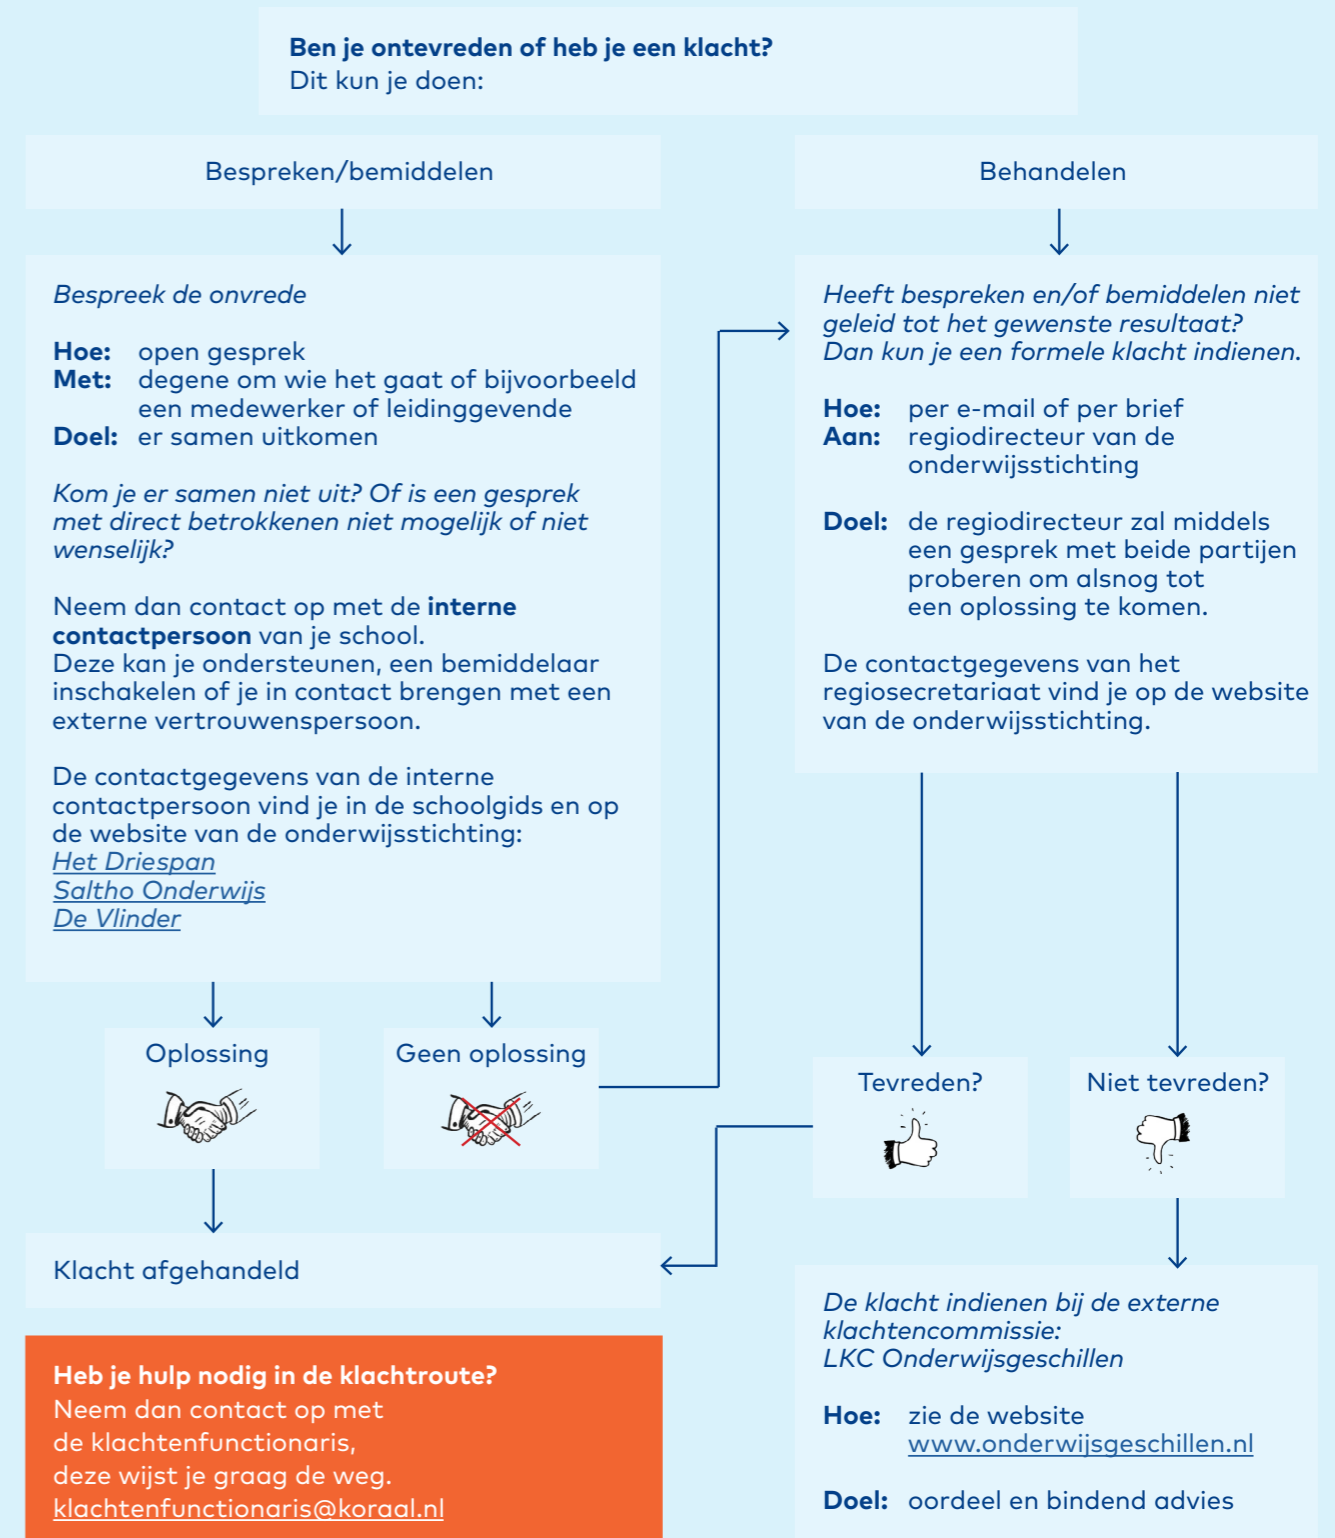 Ben je ontevreden of heb je een klacht?
Dit kun je doen:
Bespreken/bemiddelen
Bespreek de onvrede
Hoe: open gesprek
Met: degene om wie het gaat of bijvoorbeeld
een medewerker of leidinggevende
Doel: er samen uitkomen
Kom je er samen niet uit? Of is een gesprek
met direct betrokkenen niet mogelijk of niet
wenselijk?
Neem dan contact op met de interne
contactpersoon van je school.
Deze kan je ondersteunen, een bemiddelaar
inschakelen of je in contact brengen met een
externe vertrouwenspersoon.
De contactgegevens van de interne
contactpersoon vind je in de schoolgids en op
de website van de onderwijsstichting:
Het Driespan
Saltho Onderwijs
De Vlinder
Oplossing
Geen oplossing
Klacht afgehandeld
Heb je hulp nodig in de klachtroute?
Neem dan contact op met
de klachtenfunctionaris,
deze wijst je graag de weg.
klachtenfunctionaris@koraal.nl
Behandelen
Heeft bespreken en/of bemiddelen niet
geleid tot het gewenste resultaat?
Dan kun je een formele klacht indienen.
Hoe: per e-mail of per brief
Aan: regiodirecteur van de
onderwijsstichting
Doel: de regiodirecteur zal middels
een gesprek met beide partijen
proberen om alsnog tot
een oplossing te komen.
De contactgegevens van het
regiosecretariaat vind je op de website
van de onderwijsstichting.
Tevreden?
Niet tevreden?
De klacht indienen bij de externe
klachtencommissie:
LKC Onderwijsgeschillen
Hoe: zie de website
www.onderwijsgeschillen.nl
Doel: oordeel en bindend advies